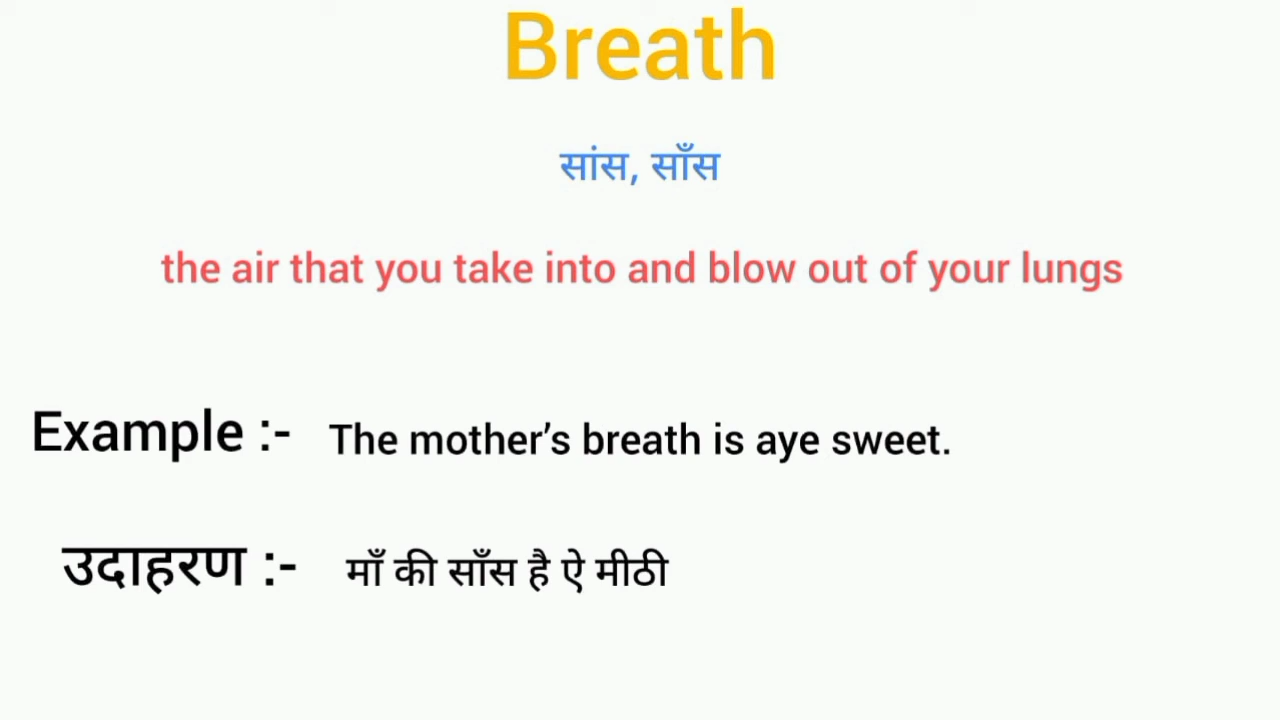 Breath
सांस, साँस
the air that you take into and blow out of your lungs
Example :- The mother’s breath is aye sweet.
उदाहरण :- माँ की साँस है ऐ मीठी